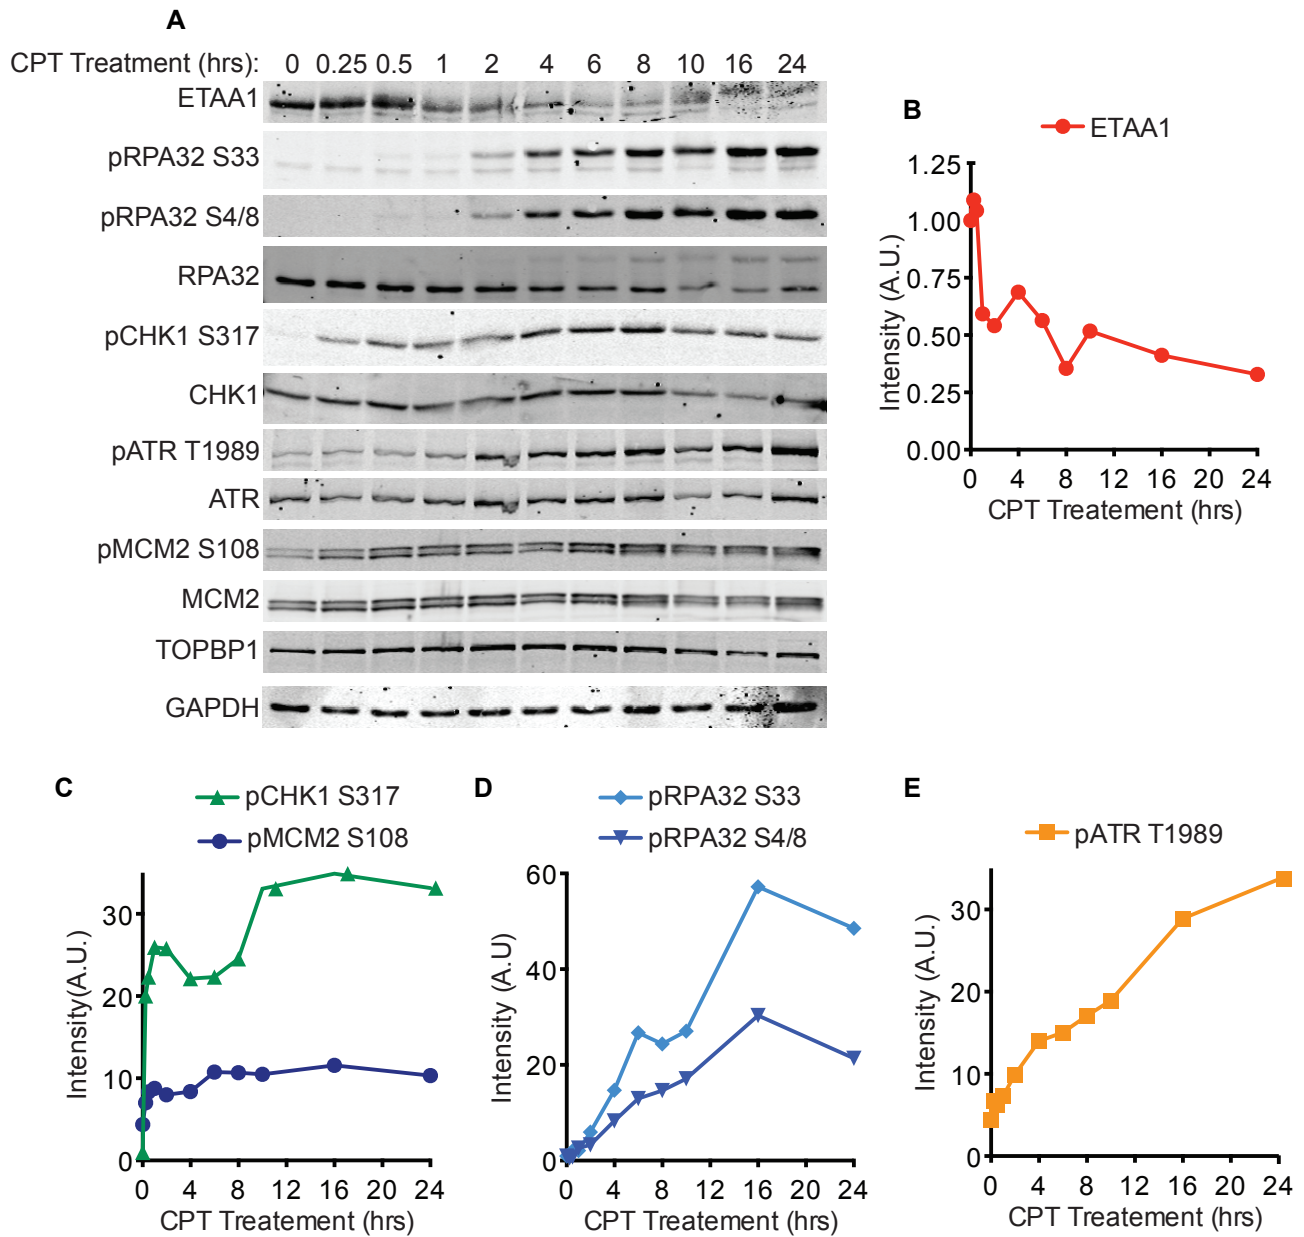 A
CPT Treatment (hrs): 0 0.25 0.5 1 2 4 6 8 10 16 24
ETAA1
pRPA32 S33
pRPA32 S4/8
RPA32
pCHK1 S317
CHK1
pATR T1989
ATR
pMCM2 S108
MCM2
TOPBP1
GAPDH
B
ETAA1
1.25
1.00
0.75
0.50
0.25
0.00
Intensity (A.U.)
0 4 8 12 16 20 24
CPT Treatement (hrs)
C
pCHK1 S317
pMCM2 S108
30
20
10
0
Intensity(A.U.)
0 4 8 12 16 20 24
CPT Treatement (hrs)
D
pRPA32 S33
pRPA32 S4/8
60
40
20
0
Intensity (A.U)
0 4 8 12 16 20 24
CPT Treatement (hrs)
E
pATR T1989
30
20
10
0
Intensity (A.U.)
0 4 8 12 16 20 24
CPT Treatement (hrs)